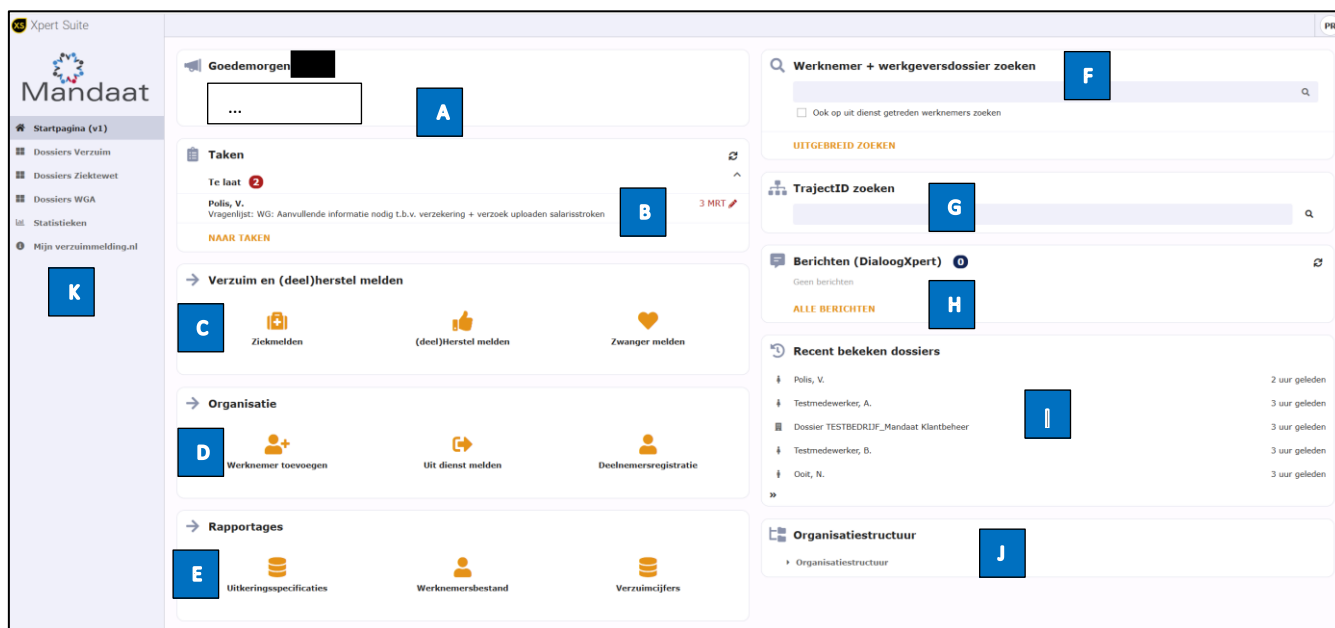 XS Xpert Suite
PR
Mandaat
Startpagina (v1)
Dossiers Verzuim
Dossiers Ziektewet
Dossiers WGA
Statistieken
Mijn verzuimmelding.nl
K
Goedemorgen
...
A
Taken
Te laat 2
Polis, V.
3 MRT
Vragenlijst: WG: Aanvullende informatie nodig t.b.v. verzekering + verzoek uploaden salarisstroken
B
NAAR TAKEN
Verzuim en (deel)herstel melden
C
Ziekmelden
(deel)Herstel melden
Zwanger melden
Organisatie
D
Werknemer toevoegen
Uit dienst melden
Deelnemersregistratie
Rapportages
E
Uitkeringsspecificaties
Werknemersbestand
Verzuimcijfers
Werknemer + werkgeversdossier zoeken
F
Ook op uit dienst getreden werknemers zoeken
UITGEBREID ZOEKEN
TrajectID zoeken
G
Berichten (DialoogXpert) 0
Geen berichten
H
ALLE BERICHTEN
Recent bekeken dossiers
Polis, V. 2 uur geleden
Testmedewerker, A. 3 uur geleden
I
Dossier TESTBEDRIJF_Mandaat Klantbeheer 3 uur geleden
Testmedewerker, B. 3 uur geleden
Ooit, N. 3 uur geleden
»
Organisatiestructuur
J
Organisatiestructuur